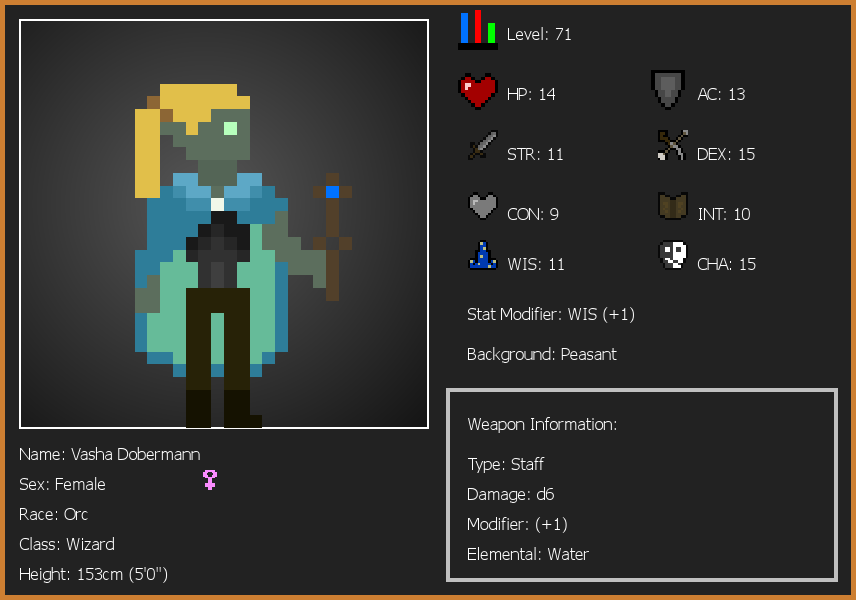 Level: 71
HP: 14
AC: 13
STR: 11
DEX: 15
CON: 9
INT: 10
WIS: 11
CHA: 15
Stat Modifier: WIS (+1)
Background: Peasant
Weapon Information:
Type: Staff
Damage: d6
Modifier: (+1)
Elemental: Water
Name: Vasha Dobermann
Sex: Female
Race: Orc
Class: Wizard
Height: 153cm (5'0")